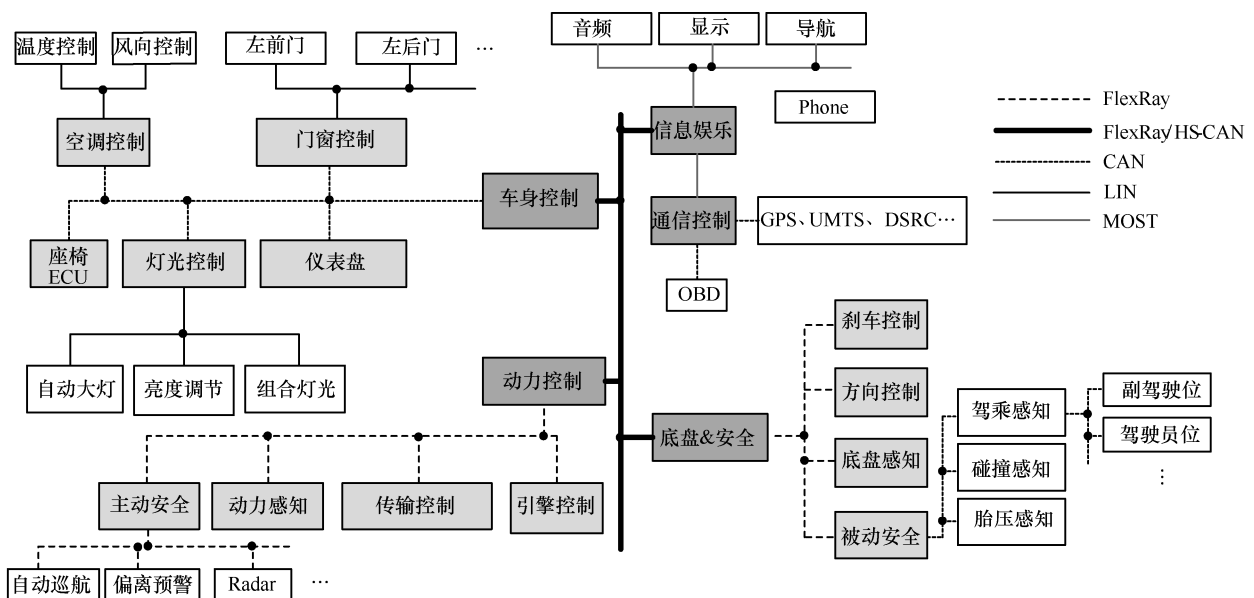 音频
显示
导航
温度控制
风向控制
左前门
左后门
…
Phone
FlexRay
FlexRay/HS-CAN
CAN
LIN
MOST
空调控制
门窗控制
信息娱乐
车身控制
通信控制
GPS、UMTS、DSRC…
座椅
ECU
灯光控制
仪表盘
OBD
刹车控制
自动大灯
亮度调节
组合灯光
动力控制
方向控制
驾乘感知
副驾驶位
驾驶员位
底盘&安全
底盘感知
碰撞感知
⋮
主动安全
动力感知
传输控制
引擎控制
被动安全
胎压感知
自动巡航
偏离预警
Radar
…